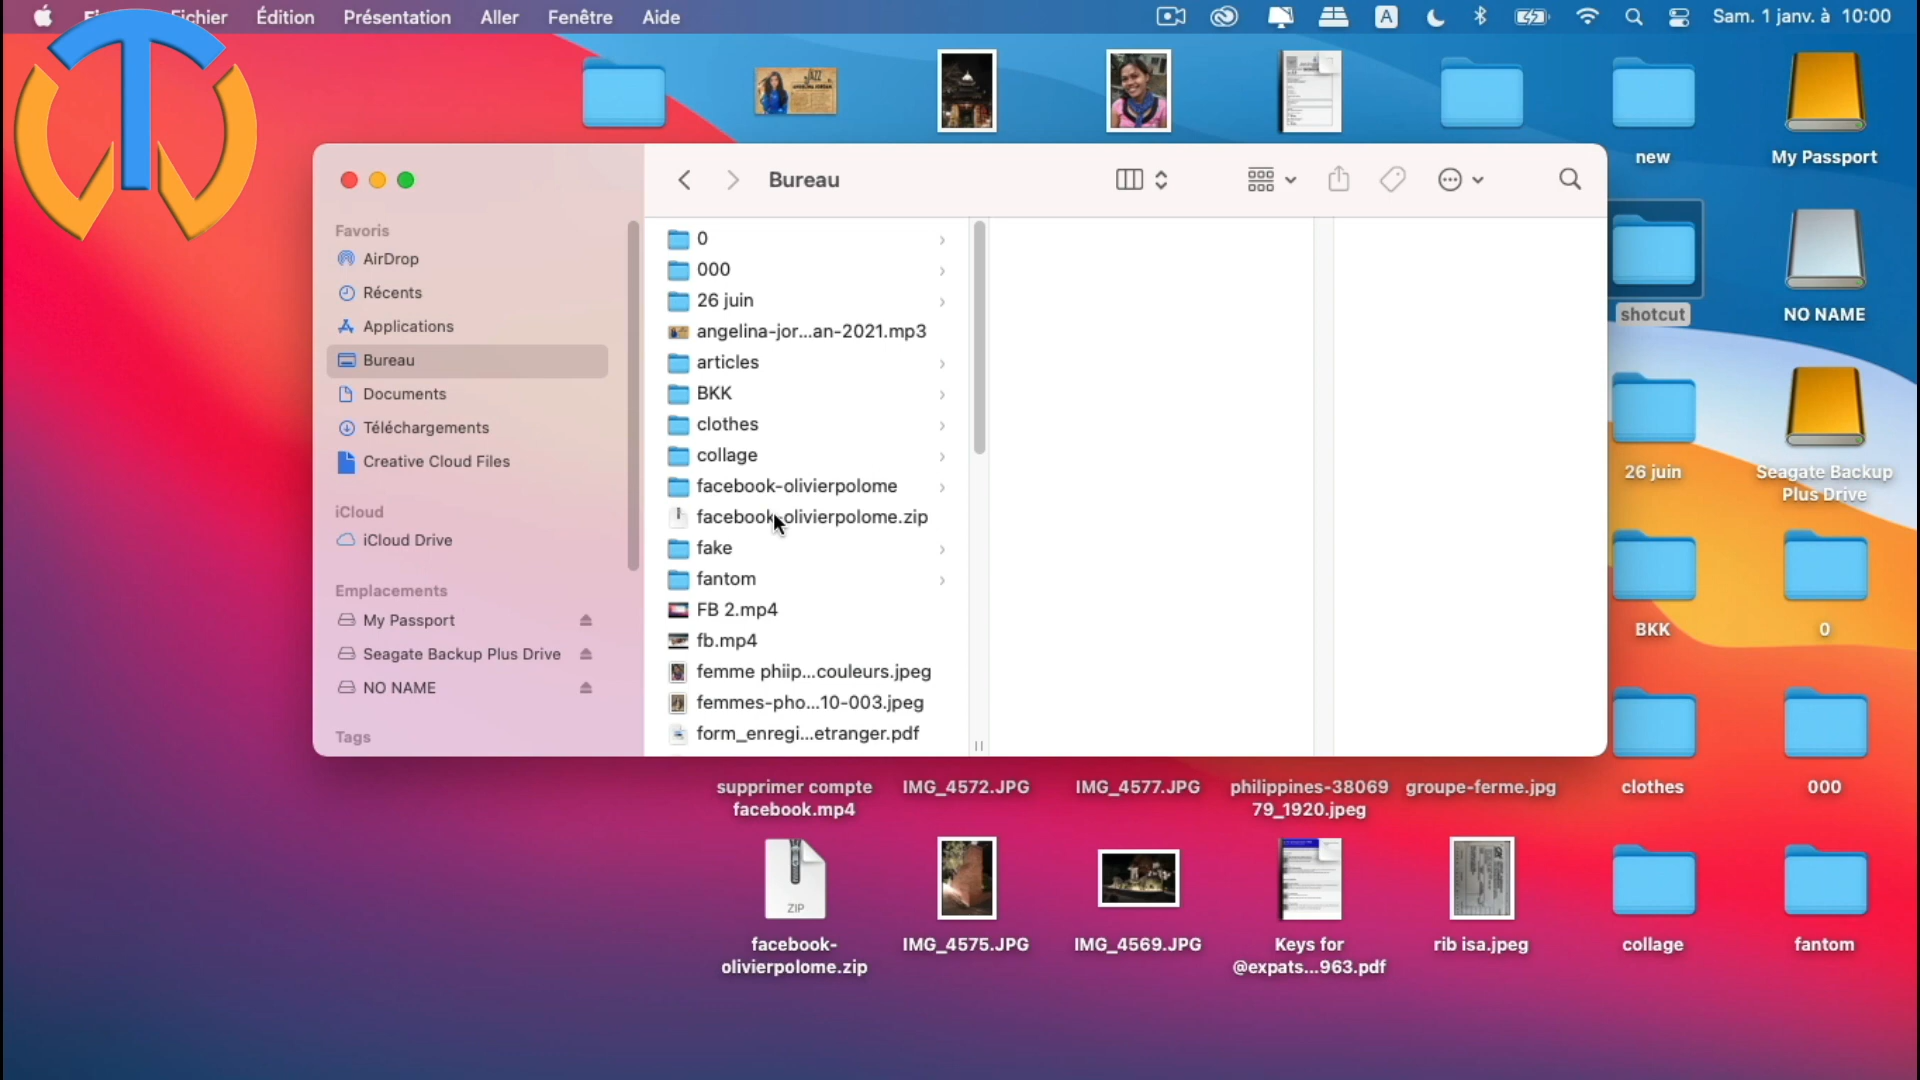 Édition Présentation Aller Fenêtre Aide
A Sam. 1 janv. à 10:00
new
My Passport
shotcut
NO NAME
26 juin
Seagate Backup
Plus Drive
BKK
0
clothes
000
collage
fantom
Bureau
Favoris
AirDrop
Récents
Applications
Bureau
Documents
Téléchargements
Creative Cloud Files
iCloud
iCloud Drive
Emplacements
My Passport
Seagate Backup Plus Drive
NO NAME
Tags
0
000
26 juin
angelina-jor...an-2021.mp3
articles
BKK
clothes
collage
facebook-olivierpolome
facebook-olivierpolome.zip
fake
fantom
FB 2.mp4
fb.mp4
femme phiip...couleurs.jpeg
femmes-pho...10-003.jpeg
form_enregi...etranger.pdf
supprimer compte
facebook.mp4
IMG_4572.JPG
IMG_4577.JPG
philippines-38069
79_1920.jpeg
groupe-ferme.jpg
ZIP
facebook-
olivierpolome.zip
IMG_4575.JPG
IMG_4569.JPG
Keys for
@expats...963.pdf
rib isa.jpeg